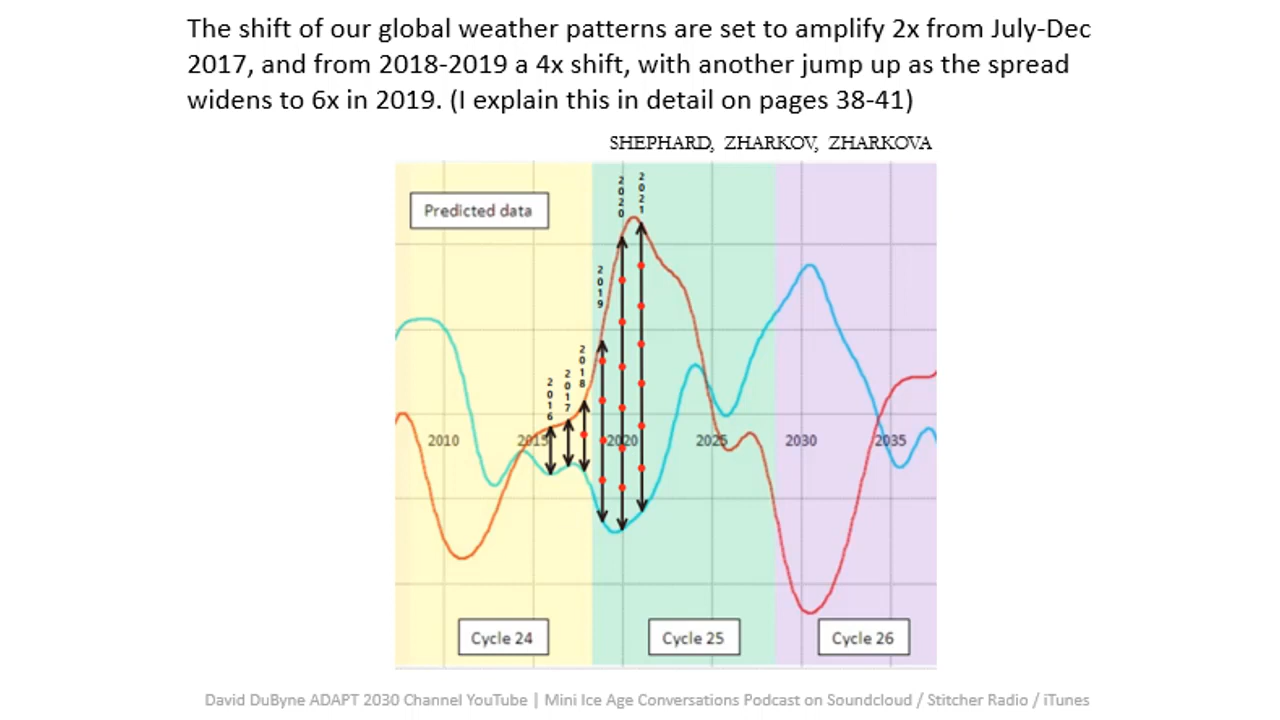 The shift of our global weather patterns are set to amplify 2x from July-Dec
2017, and from 2018-2019 a 4x shift, with another jump up as the spread
widens to 6x in 2019. (I explain this in detail on pages 38-41)
SHEPHARD, ZHARKOV, ZHARKOVA
Predicted data
2020
2021
2019
2018
2017
2016
2010
2015
2020
2025
2030
2035
Cycle 24
Cycle 25
Cycle 26
David DuByne ADAPT 2030 Channel YouTube | Mini Ice Age Conversations Podcast on Soundcloud / Stitcher Radio / iTunes